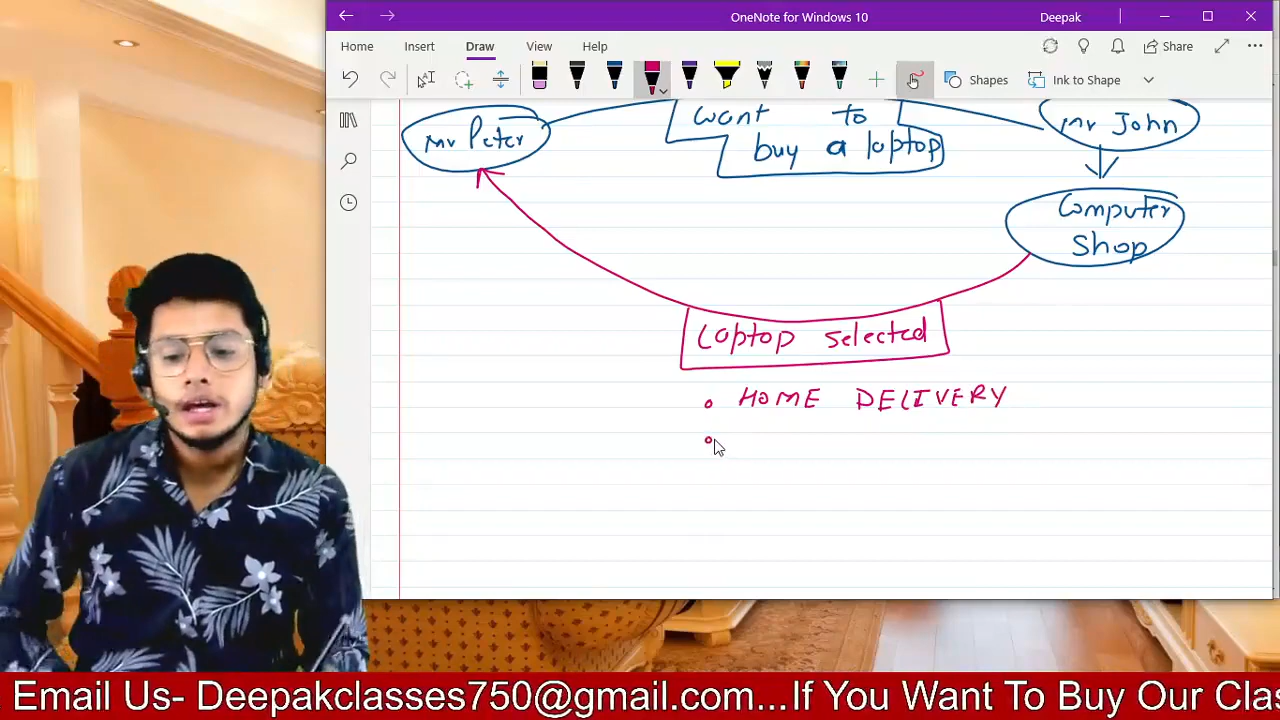 OneNote for Windows 10
Deepak
Home Insert Draw View Help
Share
Shapes
Ink to Shape
Mr Peter
want to
buy a laptop
Mr John
Computer
Shop
Laptop selected
HOME DELIVERY
Email Us- Deepakclasses750@gmail.com...If You Want To Buy Our Clas